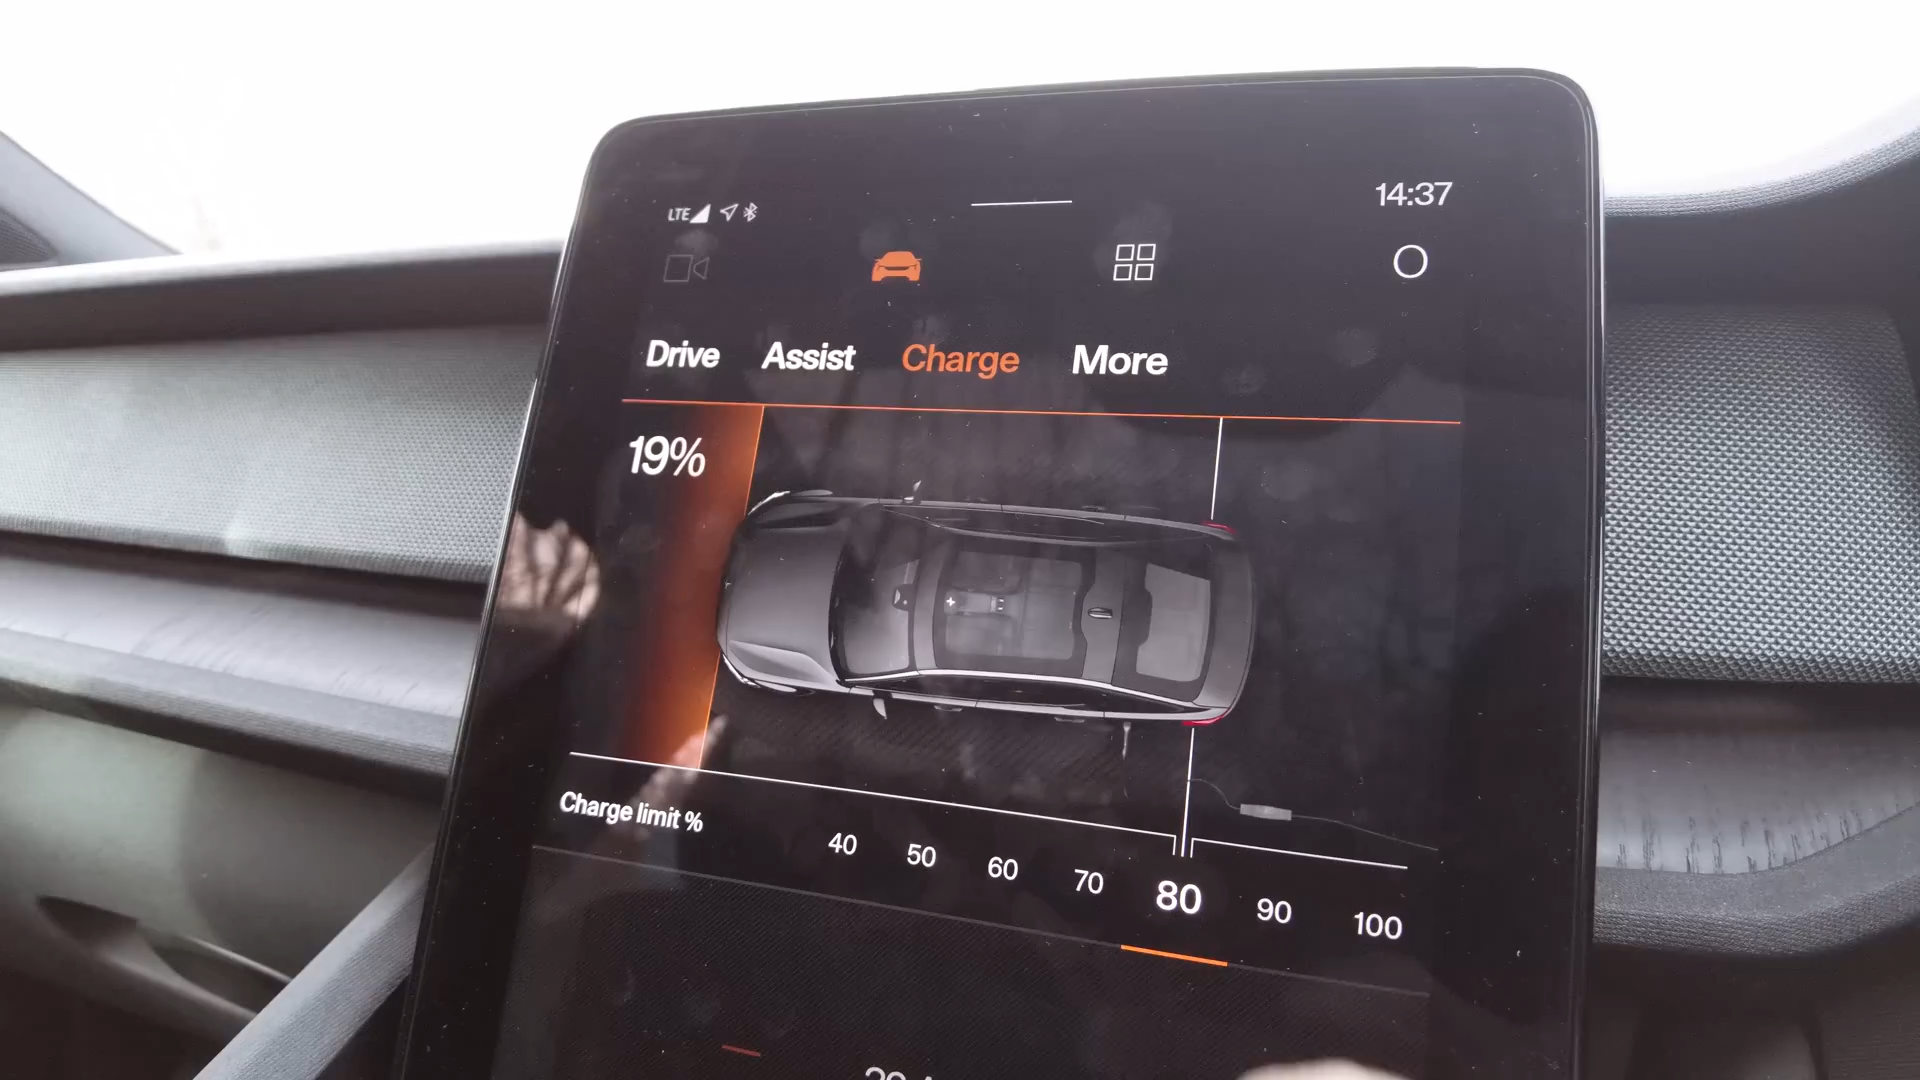 LTE 14:37
Drive Assist Charge More
19%
Charge limit % 40 50 60 70 80 90 100